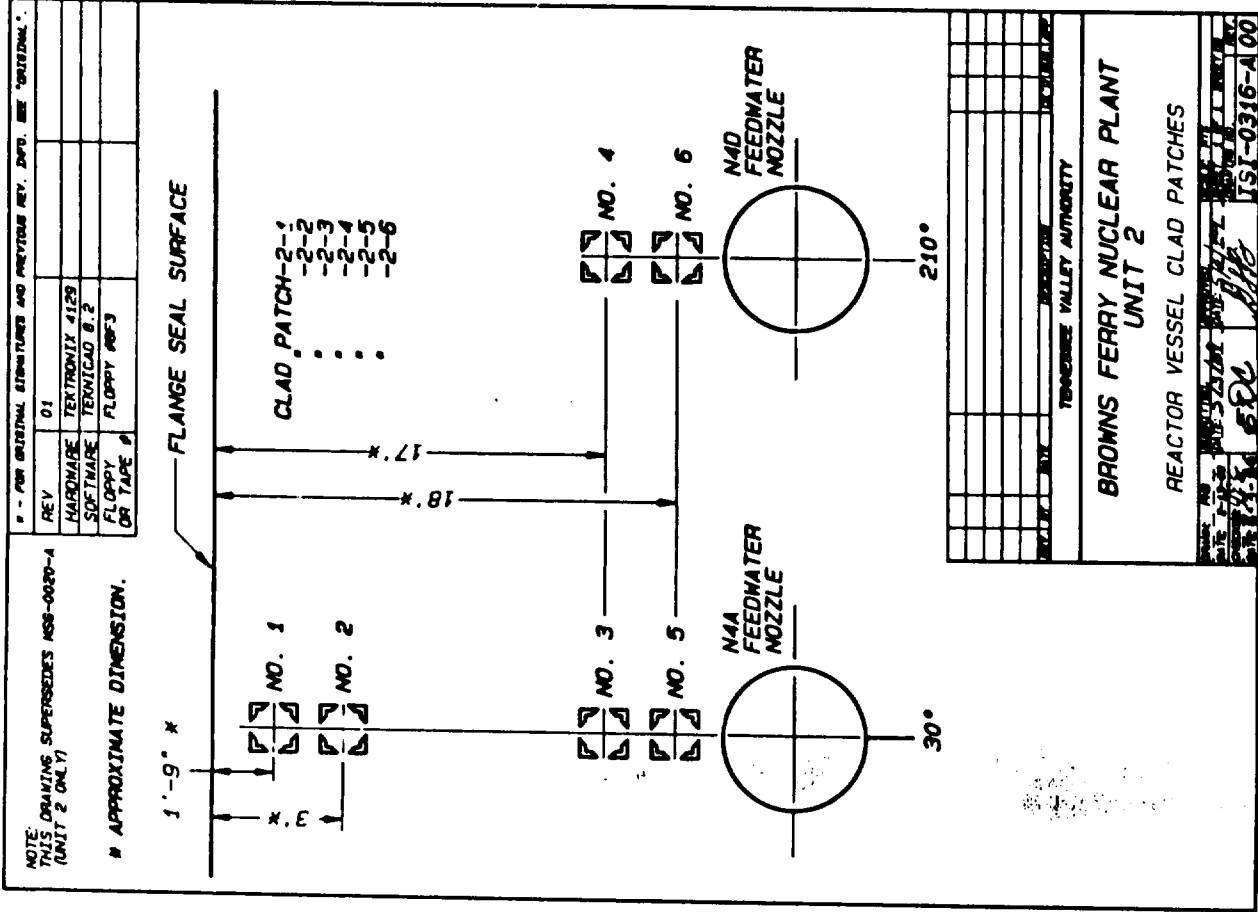 NOTE:
THIS DRAWING SUPERSEDES MSG-0020-A
(UNIT 2 ONLY)
# APPROXIMATE DIMENSION.
# - FOR ORIGINAL SIGNATURES AND PREVIOUS REV. INFO. SEE "ORIGINAL".
REV 01
HARDWARE TEKTRONIX 4129
SOFTWARE TEKNICAD 8.2
FLOPPY OR TAPE # FLOPPY
FLANGE SEAL SURFACE
1'-9" *
3'*
17'*
18'*
CLAD PATCH-2-1
" -2-2
" -2-3
" -2-4
" -2-5
" -2-6
NO. 1
NO. 2
NO. 3
NO. 4
NO. 5
NO. 6
N4A
FEEDWATER
NOZZLE
N4D
FEEDWATER
NOZZLE
30°
210°
TENNESSEE VALLEY AUTHORITY
BROWNS FERRY NUCLEAR PLANT
UNIT 2
REACTOR VESSEL CLAD PATCHES
ISI-0316-A 00